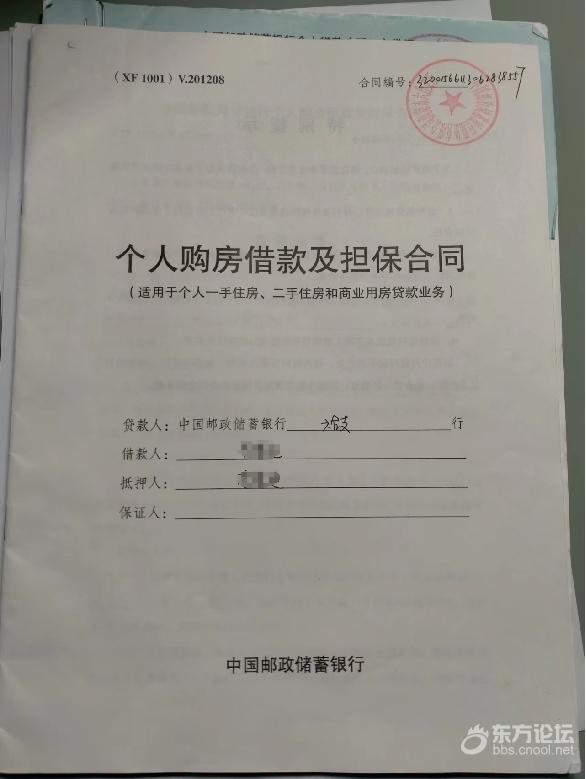 （XF 1001）V.201208
合同编号：
个人购房借款及担保合同
（适用于个人一手住房、二手住房和商业用房贷款业务）
贷款人：中国邮政储蓄银行 行
借款人：
抵押人：
保证人：
中国邮政储蓄银行
东方论坛
bbs.cnool.net